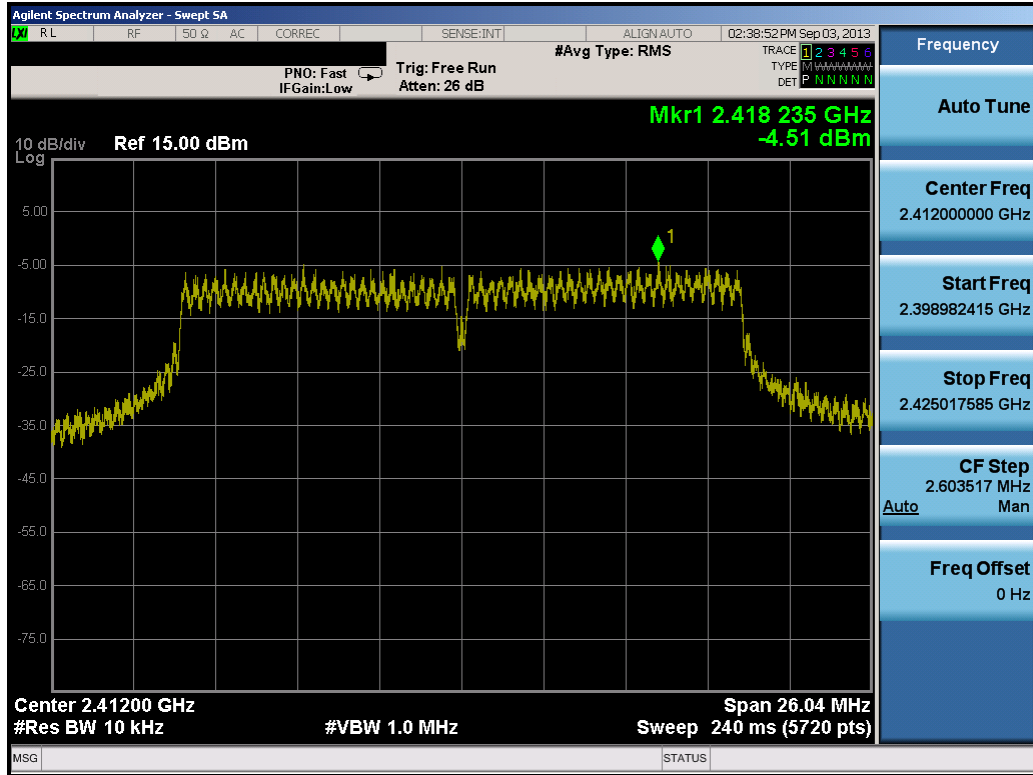 Agilent Spectrum Analyzer - Swept SA
LXI RL RF 50 Ω AC CORREC SENSE:INT ALIGN AUTO 02:38:52 PM Sep 03, 2013
#Avg Type: RMS TRACE 1 2 3 4 5 6
PNO: Fast Trig: Free Run TYPE M WWWWW
IFGain:Low Atten: 26 dB DET P N N N N N
Mkr1 2.418 235 GHz
-4.51 dBm
10 dB/div Ref 15.00 dBm
Log
5.00
-5.00
-15.0
-25.0
-35.0
-45.0
-55.0
-65.0
-75.0
1
Center 2.41200 GHz Span 26.04 MHz
#Res BW 10 kHz #VBW 1.0 MHz Sweep 240 ms (5720 pts)
MSG STATUS
Frequency
Auto Tune
Center Freq
2.412000000 GHz
Start Freq
2.398982415 GHz
Stop Freq
2.425017585 GHz
CF Step
2.603517 MHz
Auto Man
Freq Offset
0 Hz